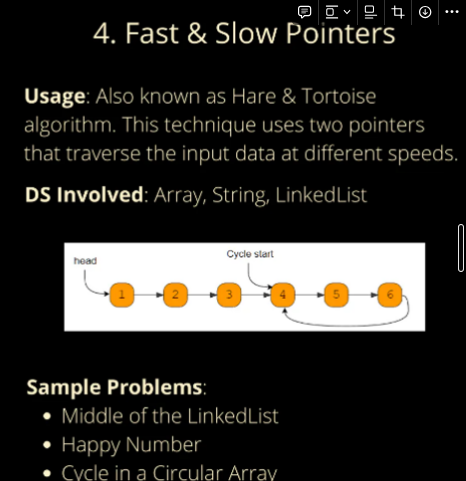 4. Fast & Slow Pointers
Usage: Also known as Hare & Tortoise
algorithm. This technique uses two pointers
that traverse the input data at different speeds.
DS Involved: Array, String, LinkedList
head
Cycle start
1 2 3 4 5 6
Sample Problems:
• Middle of the LinkedList
• Happy Number
• Cycle in a Circular Array